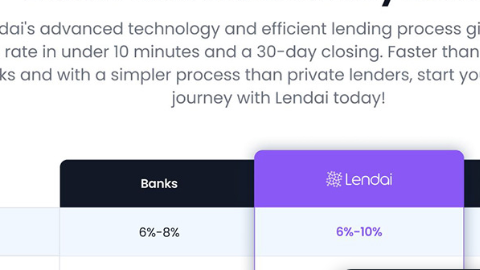 dai's advanced technology and efficient lending process gi
rate in under 10 minutes and a 30-day closing. Faster than
ks and with a simpler process than private lenders, start yo
journey with Lendai today!
Banks
Lendai
6%-8%
6%-10%